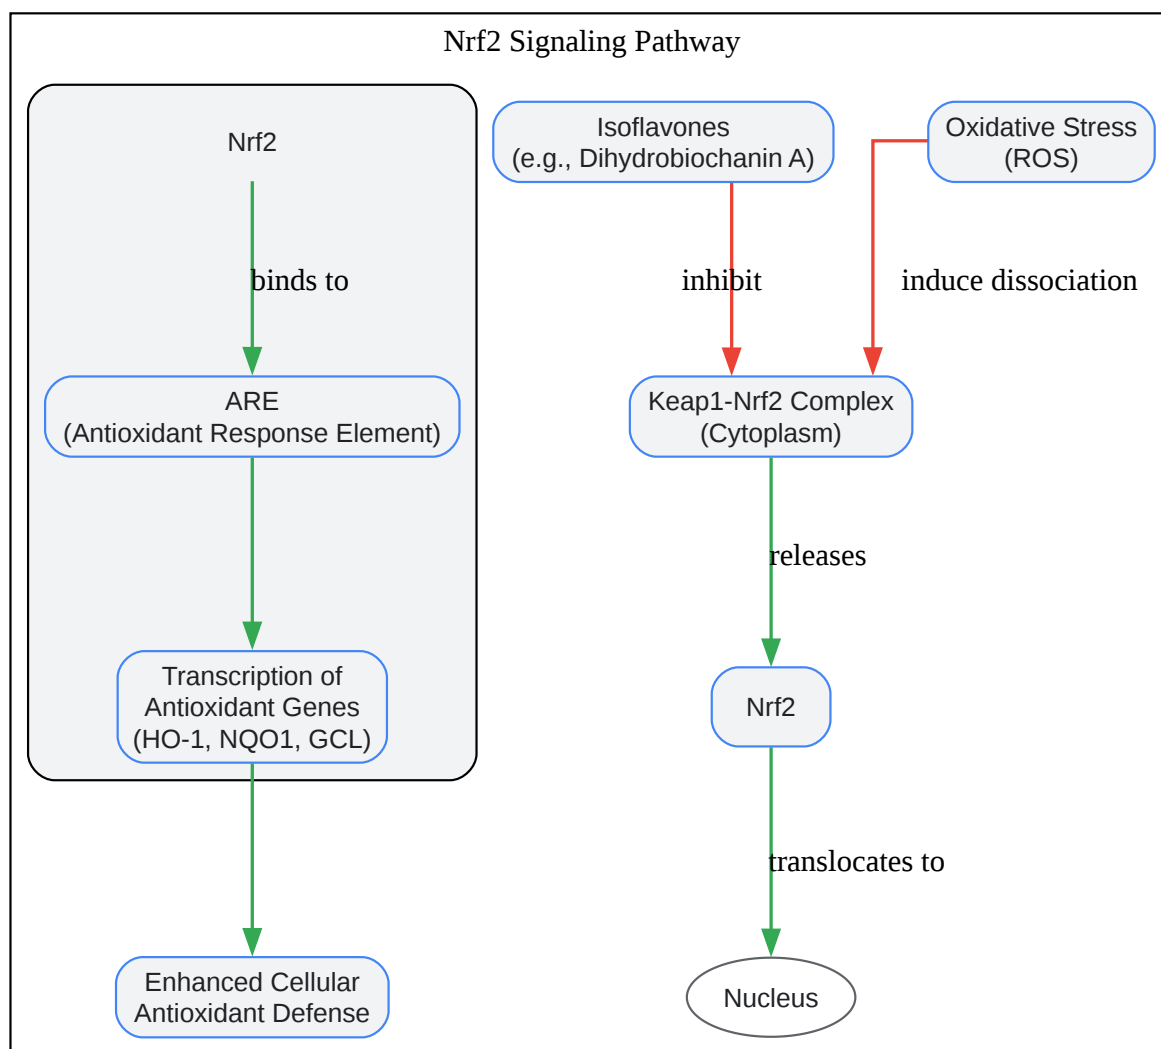 Nrf2 Signaling Pathway
Nrf2
binds to
ARE
(Antioxidant Response Element)
Transcription of
Antioxidant Genes
(HO-1, NQO1, GCL)
Enhanced Cellular
Antioxidant Defense
Isoflavones
(e.g., Dihydrobiochanin A)
inhibit
Oxidative Stress
(ROS)
induce dissociation
Keap1-Nrf2 Complex
(Cytoplasm)
releases
Nrf2
translocates to
Nucleus